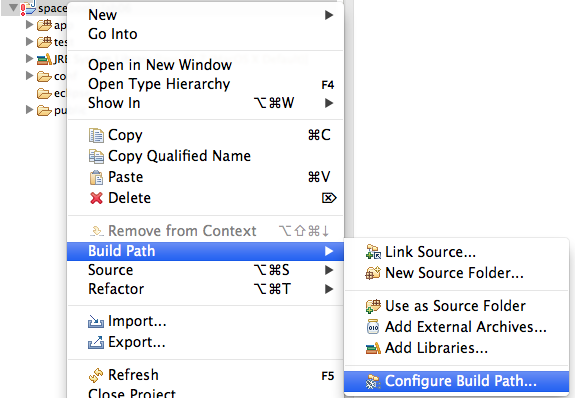 space
ap
tes
JRE
co
ec
pu
New
Go Into
Open in New Window
Open Type Hierarchy F4
Show In ⌥⌘W
Copy ⌘C
Copy Qualified Name
Paste ⌘V
Delete ⌦
Remove from Context ⌥⇧⌘↓
Build Path
Source ⌥⌘S
Refactor ⌥⌘T
Import...
Export...
Refresh F5
Close Project
Link Source...
New Source Folder...
Use as Source Folder
Add External Archives...
Add Libraries...
Configure Build Path...